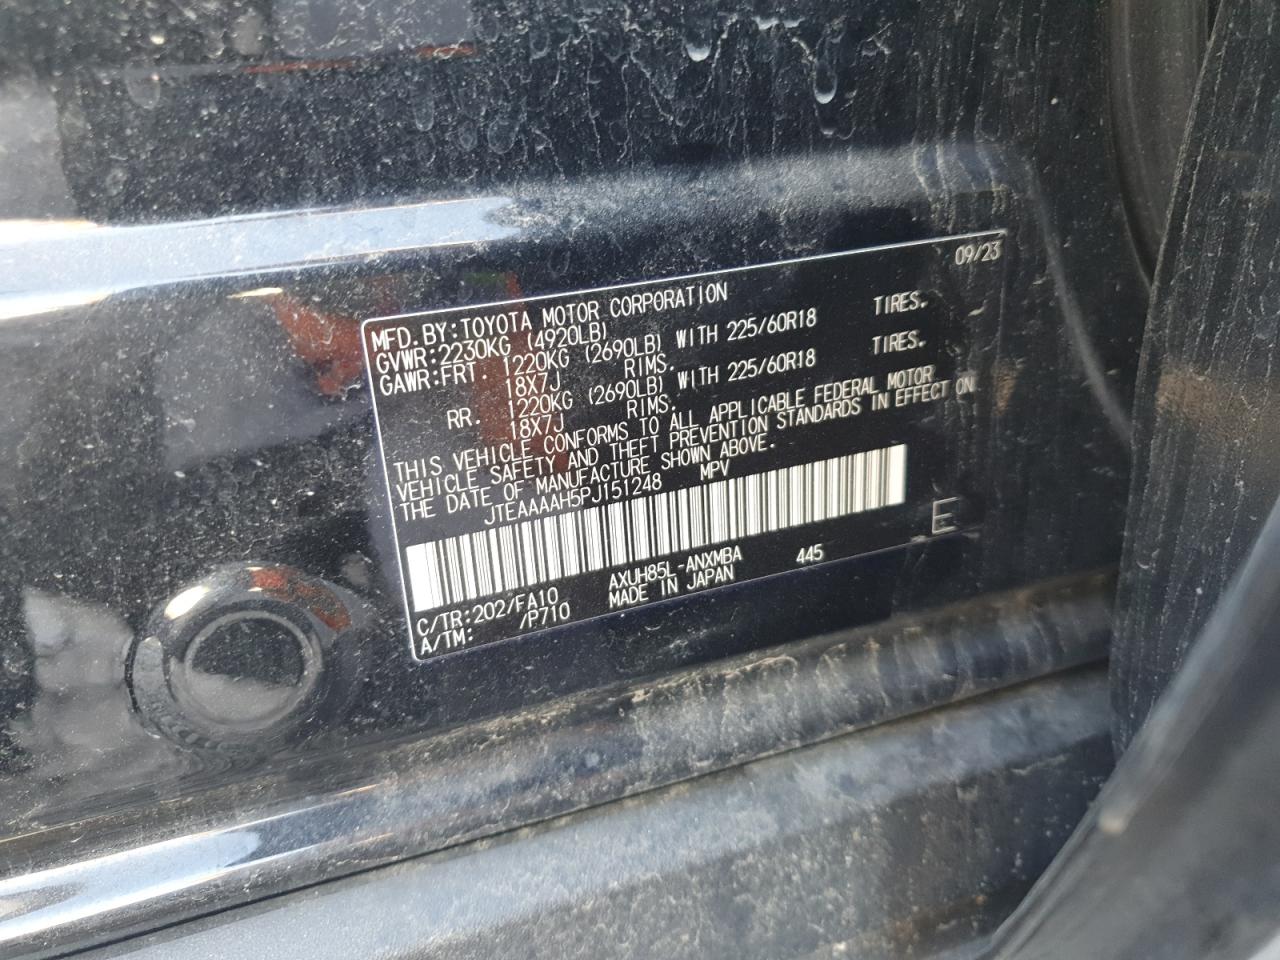 09/23
MFD.BY:TOYOTA MOTOR CORPORATION
GVWR:2230KG (4920LB)
GAWR:FRT. 1220KG (2690LB) WITH 225/60R18 TIRES.
18X7J RIMS.
RR. 1220KG (2690LB) WITH 225/60R18 TIRES.
18X7J RIMS.
THIS VEHICLE CONFORMS TO ALL APPLICABLE FEDERAL MOTOR
VEHICLE SAFETY AND THEFT PREVENTION STANDARDS IN EFFECT ON
THE DATE OF MANUFACTURE SHOWN ABOVE.
JTEAAAAH5PJ151248 MPV
C/TR:202/FA10 AXUH85L-ANXMBA 445
A/TM: /P710 MADE IN JAPAN
E